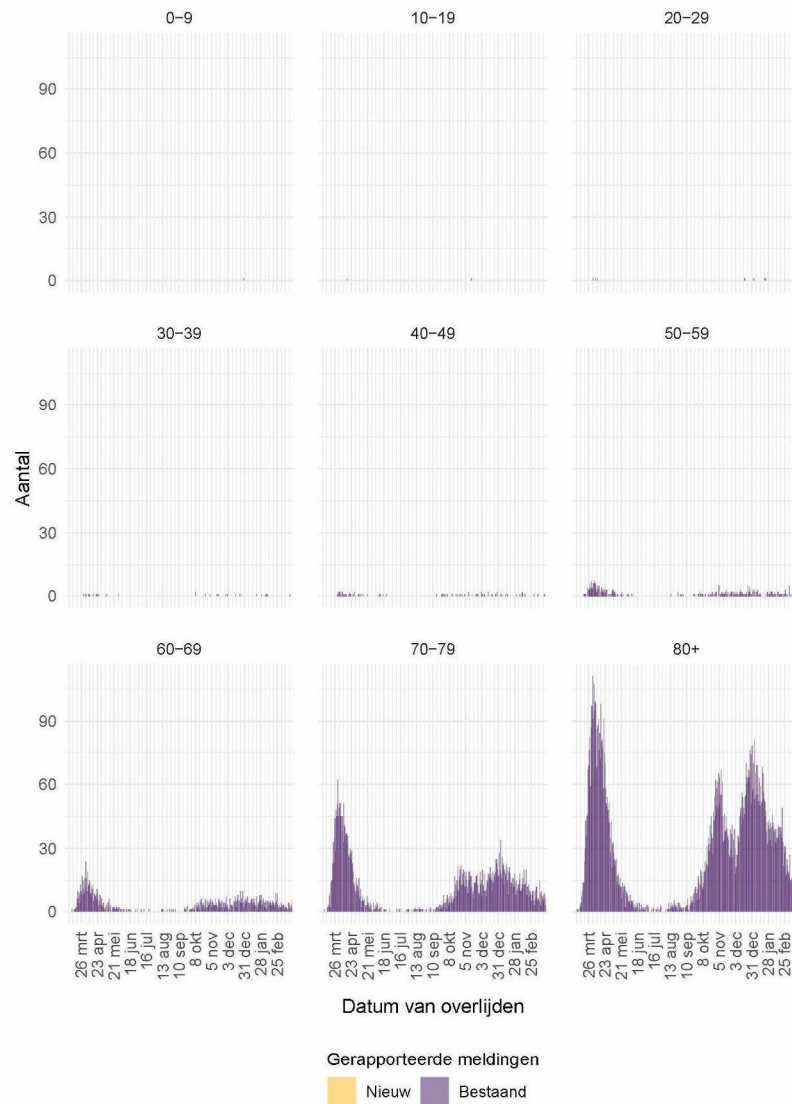 0−9 10−19 20−29
90
60
30
0
30−39 40−49 50−59
90
60
30
0
Aantal
60−69 70−79 80+
90
60
30
0
26 mrt 23 apr 21 mei 18 jun 16 jul 13 aug 10 sep 8 okt 5 nov 3 dec 31 dec 28 jan 25 feb
26 mrt 23 apr 21 mei 18 jun 16 jul 13 aug 10 sep 8 okt 5 nov 3 dec 31 dec 28 jan 25 feb
26 mrt 23 apr 21 mei 18 jun 16 jul 13 aug 10 sep 8 okt 5 nov 3 dec 31 dec 28 jan 25 feb
Datum van overlijden
Gerapporteerde meldingen
Nieuw Bestaand